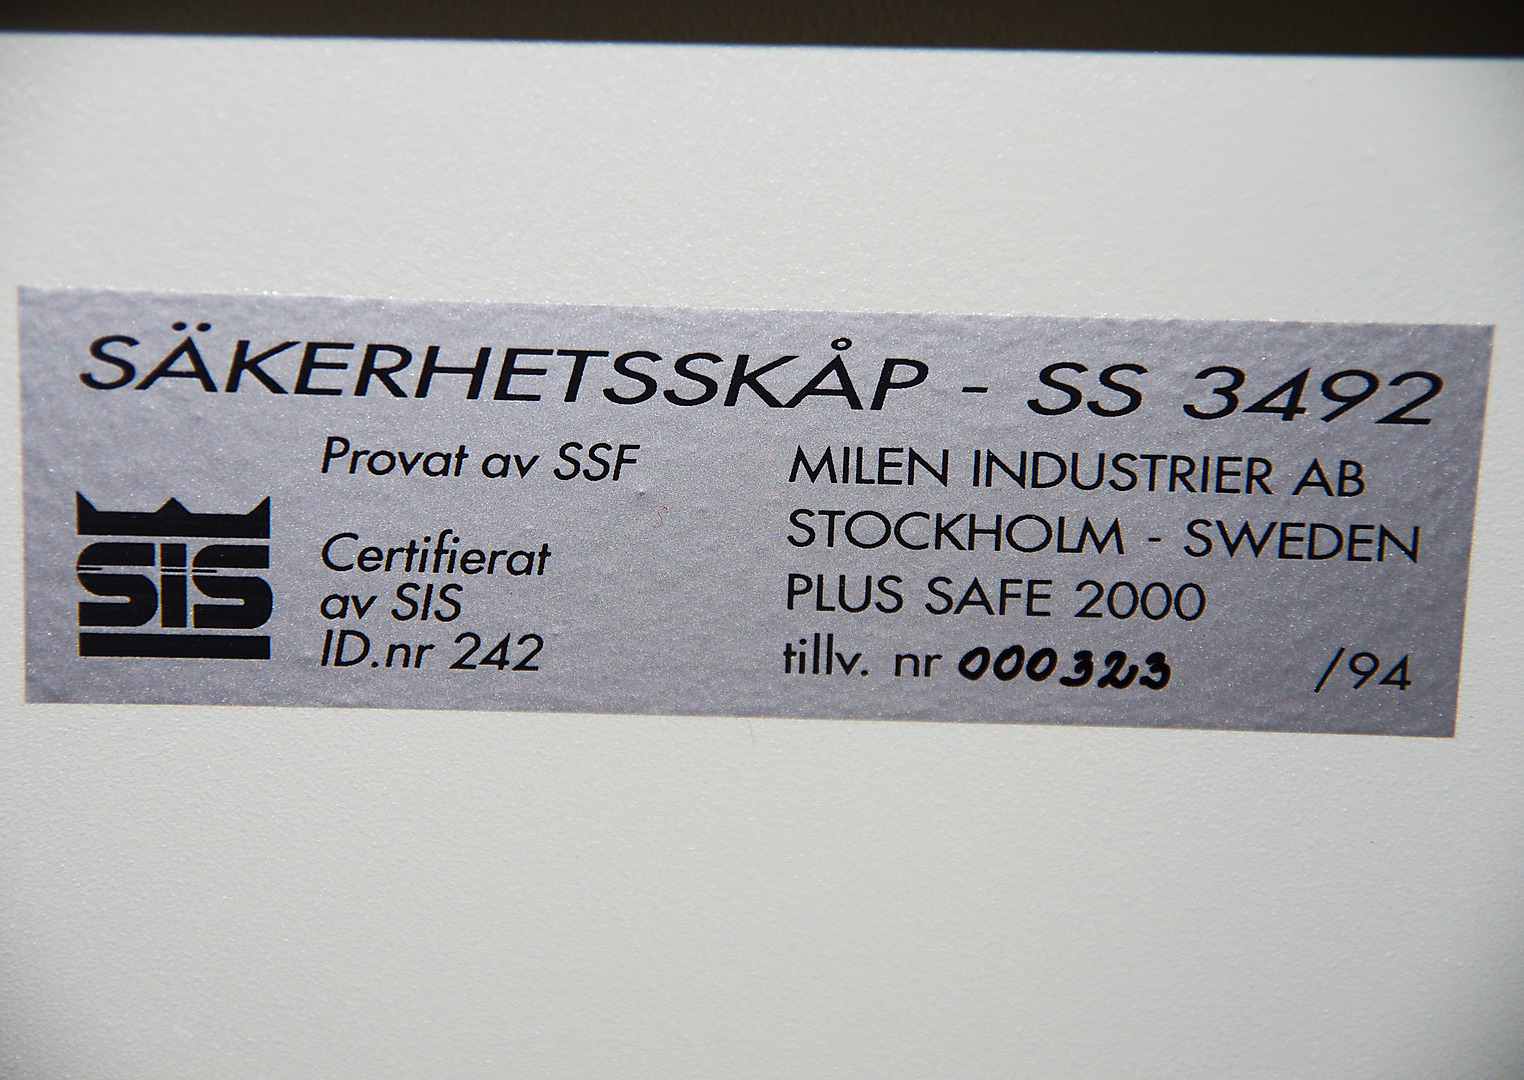 SÄKERHETSSKÅP - SS 3492
Provat av SSF
SIS
Certifierat
av SIS
ID.nr 242
MILEN INDUSTRIER AB
STOCKHOLM - SWEDEN
PLUS SAFE 2000
tillv. nr 000323 /94